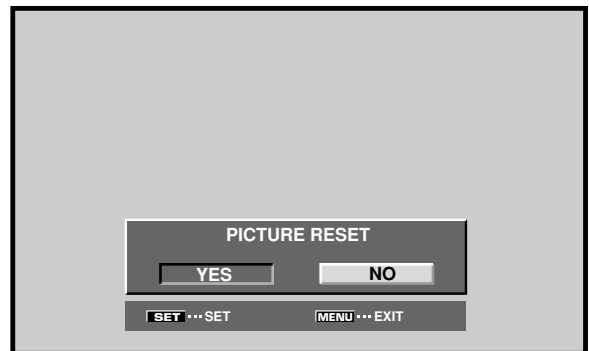 PICTURE RESET
YES NO
SET ··· SET MENU ··· EXIT